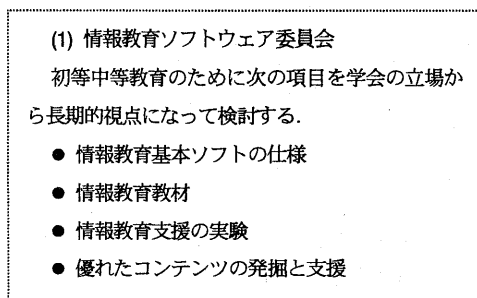 (1) 情報教育ソフトウェア委員会
初等中等教育のために次の項目を学会の立場か
ら長期的視点になって検討する.
● 情報教育基本ソフトの仕様
● 情報教育教材
● 情報教育支援の実験
● 優れたコンテンツの発掘と支援